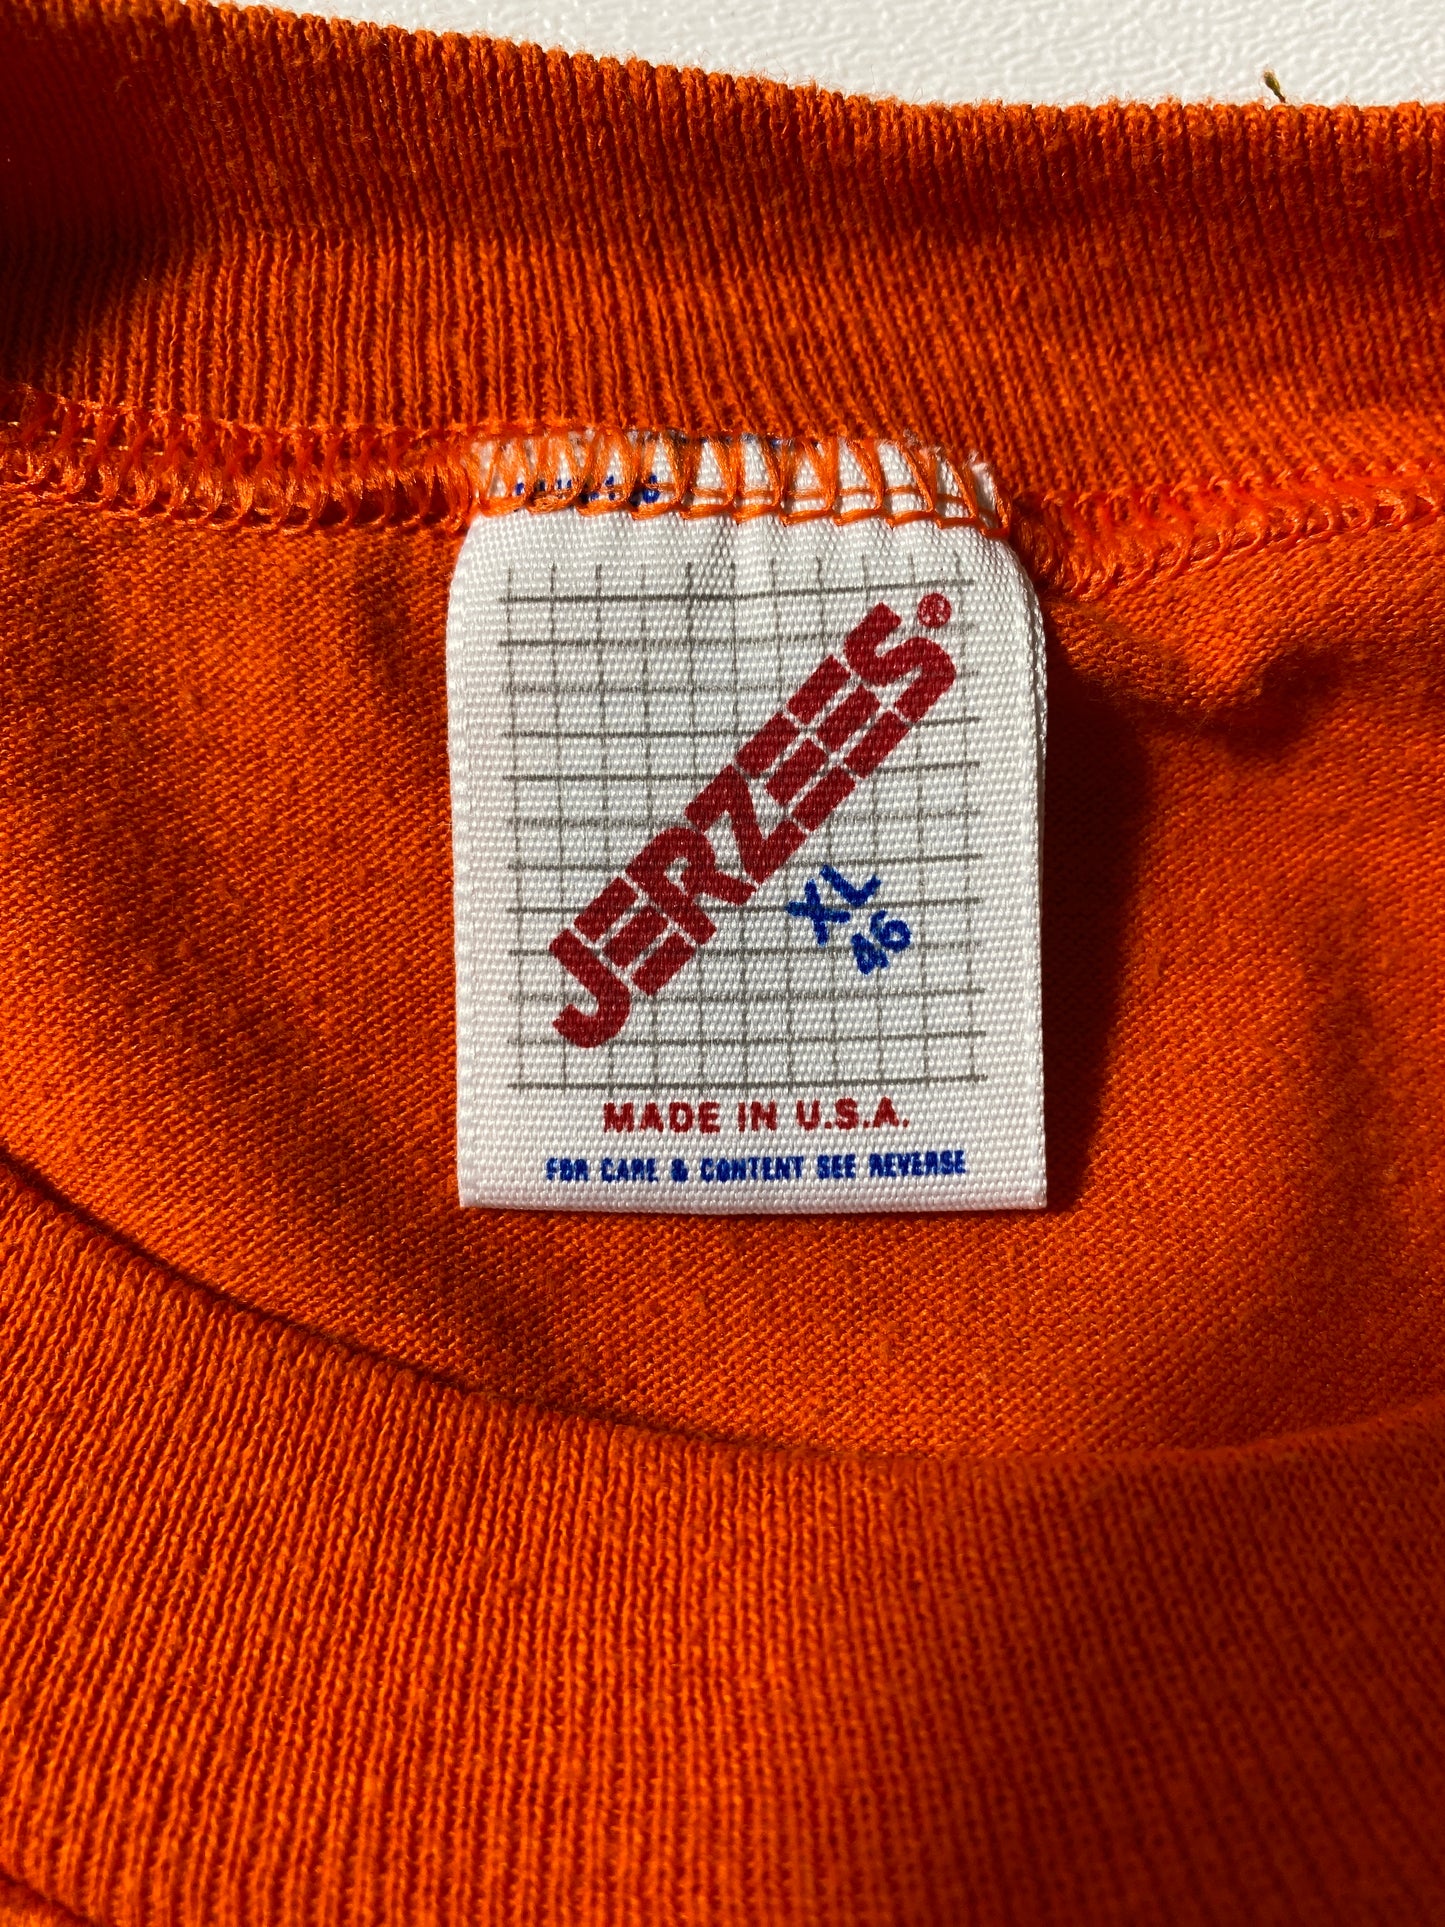 JERZEES®
XL
46
MADE IN U.S.A.
FOR CARE & CONTENT SEE REVERSE